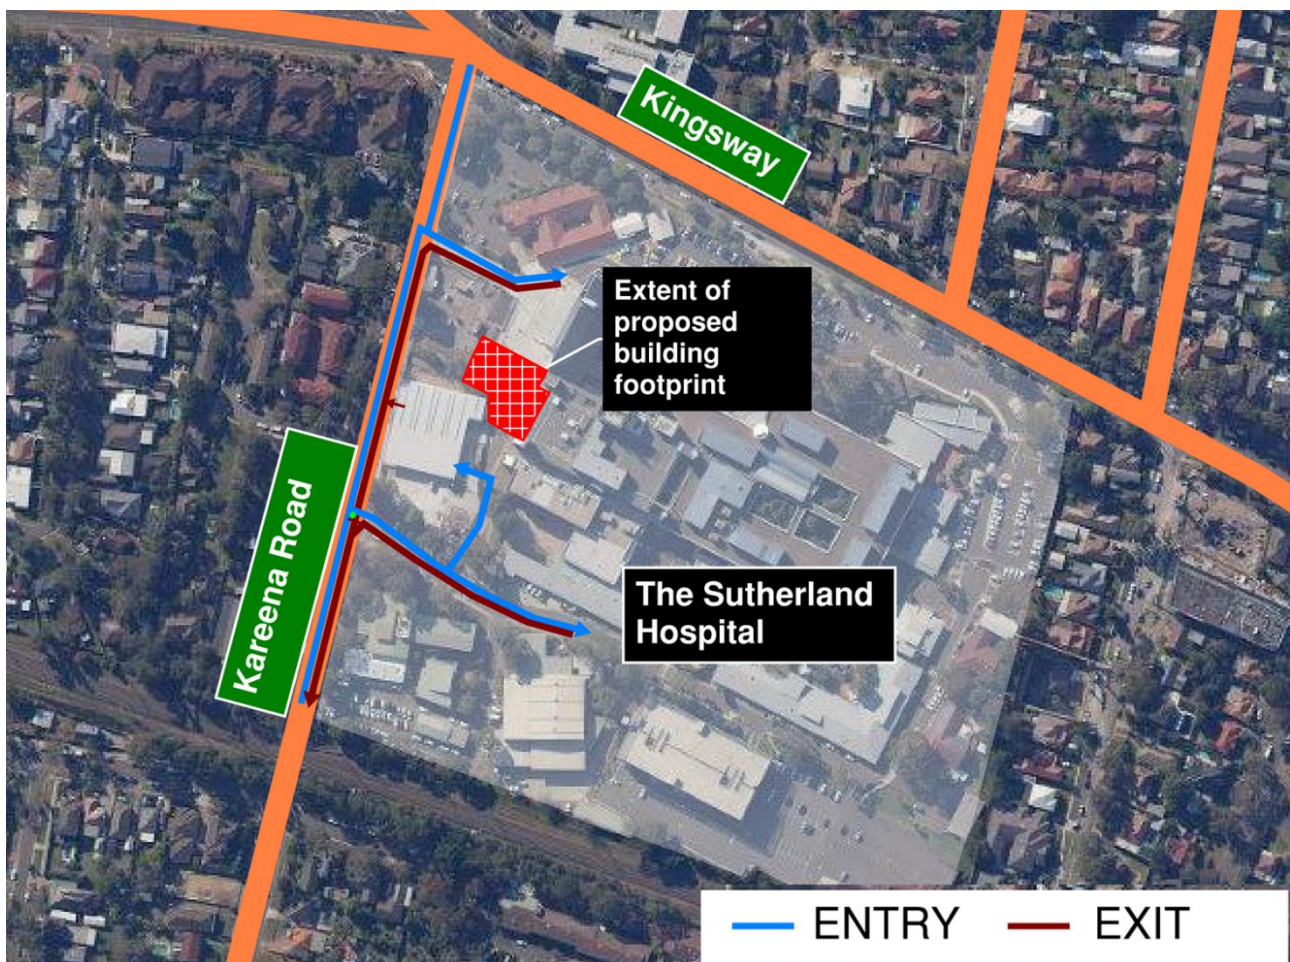 Kingsway
Extent of
proposed
building
footprint
Kareena Road
The Sutherland
Hospital
ENTRY
EXIT